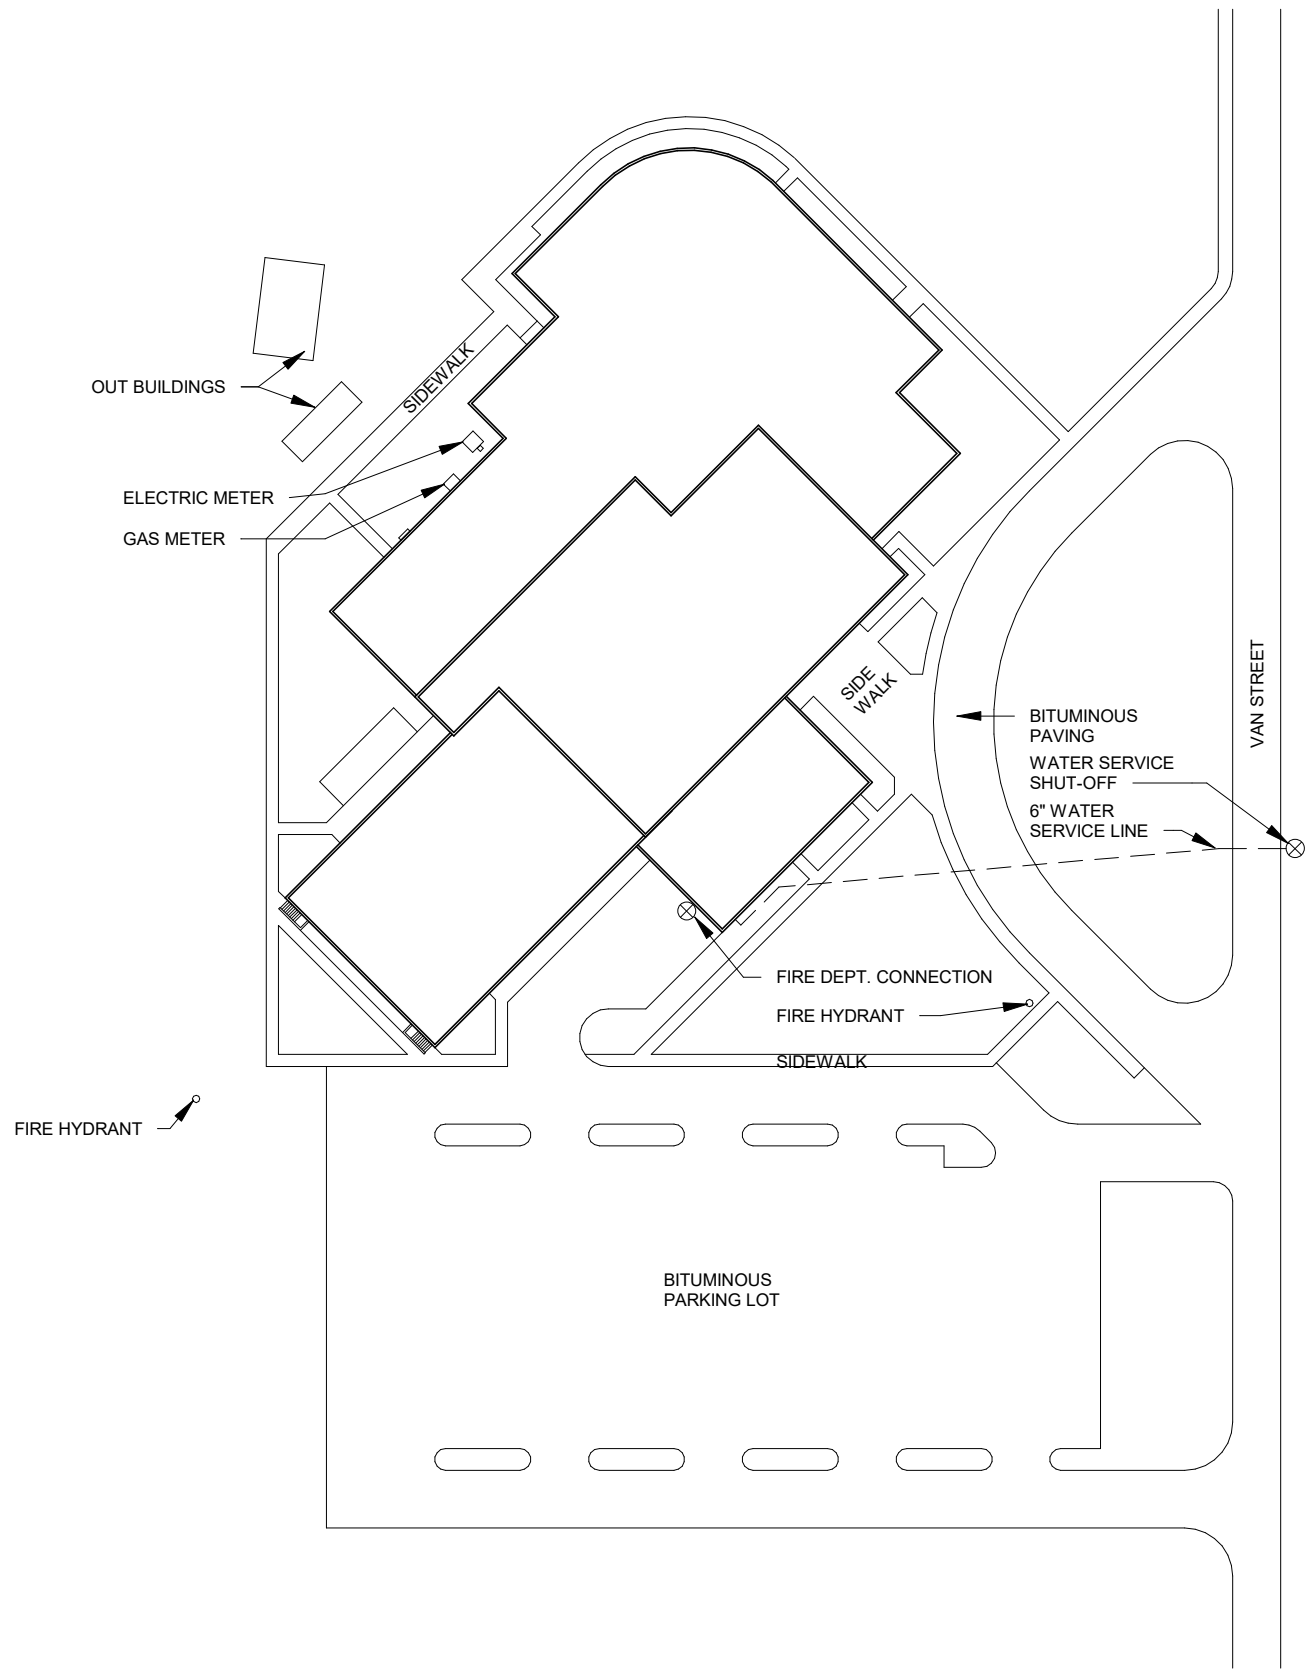 SIDEWALK
OUT BUILDINGS
ELECTRIC METER
GAS METER
SIDE
WALK
VAN STREET
BITUMINOUS
PAVING
WATER SERVICE
SHUT-OFF
6" WATER
SERVICE LINE
FIRE DEPT. CONNECTION
FIRE HYDRANT
SIDEWALK
FIRE HYDRANT
BITUMINOUS
PARKING LOT